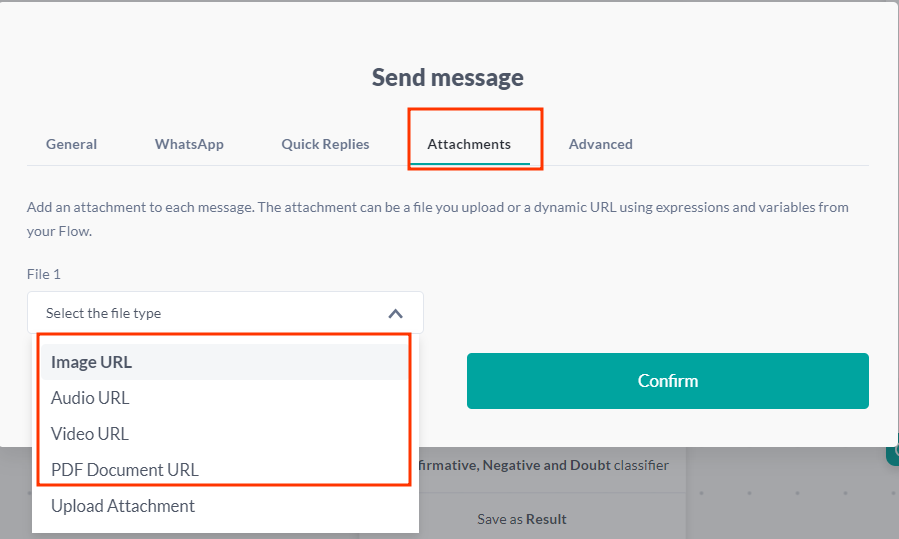 Send message
General WhatsApp Quick Replies Attachments Advanced
Add an attachment to each message. The attachment can be a file you upload or a dynamic URL using expressions and variables from
your Flow.
File 1
Select the file type
Image URL
Audio URL
Video URL
PDF Document URL
Upload Attachment
Confirm
Negative and Doubt classifier
Save as Result